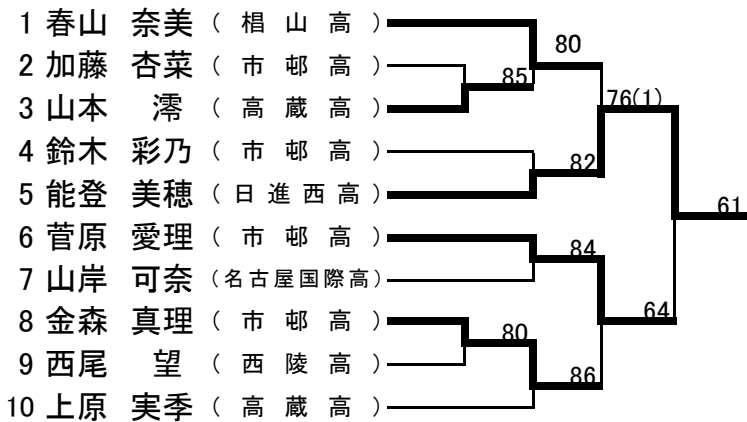 1 春山 奈美 ( 椙 山 高 )
80
2 加藤 杏菜 ( 市 邨 高 )
85
3 山本 澪 ( 高 蔵 高 )
76(1)
4 鈴木 彩乃 ( 市 邨 高 )
82
5 能登 美穂 ( 日 進 西 高 )
61
6 菅原 愛理 ( 市 邨 高 )
84
7 山岸 可奈 (名古屋国際高)
8 金森 真理 ( 市 邨 高 )
80
64
9 西尾 望 ( 西 陵 高 )
86
10 上原 実季 ( 高 蔵 高 )